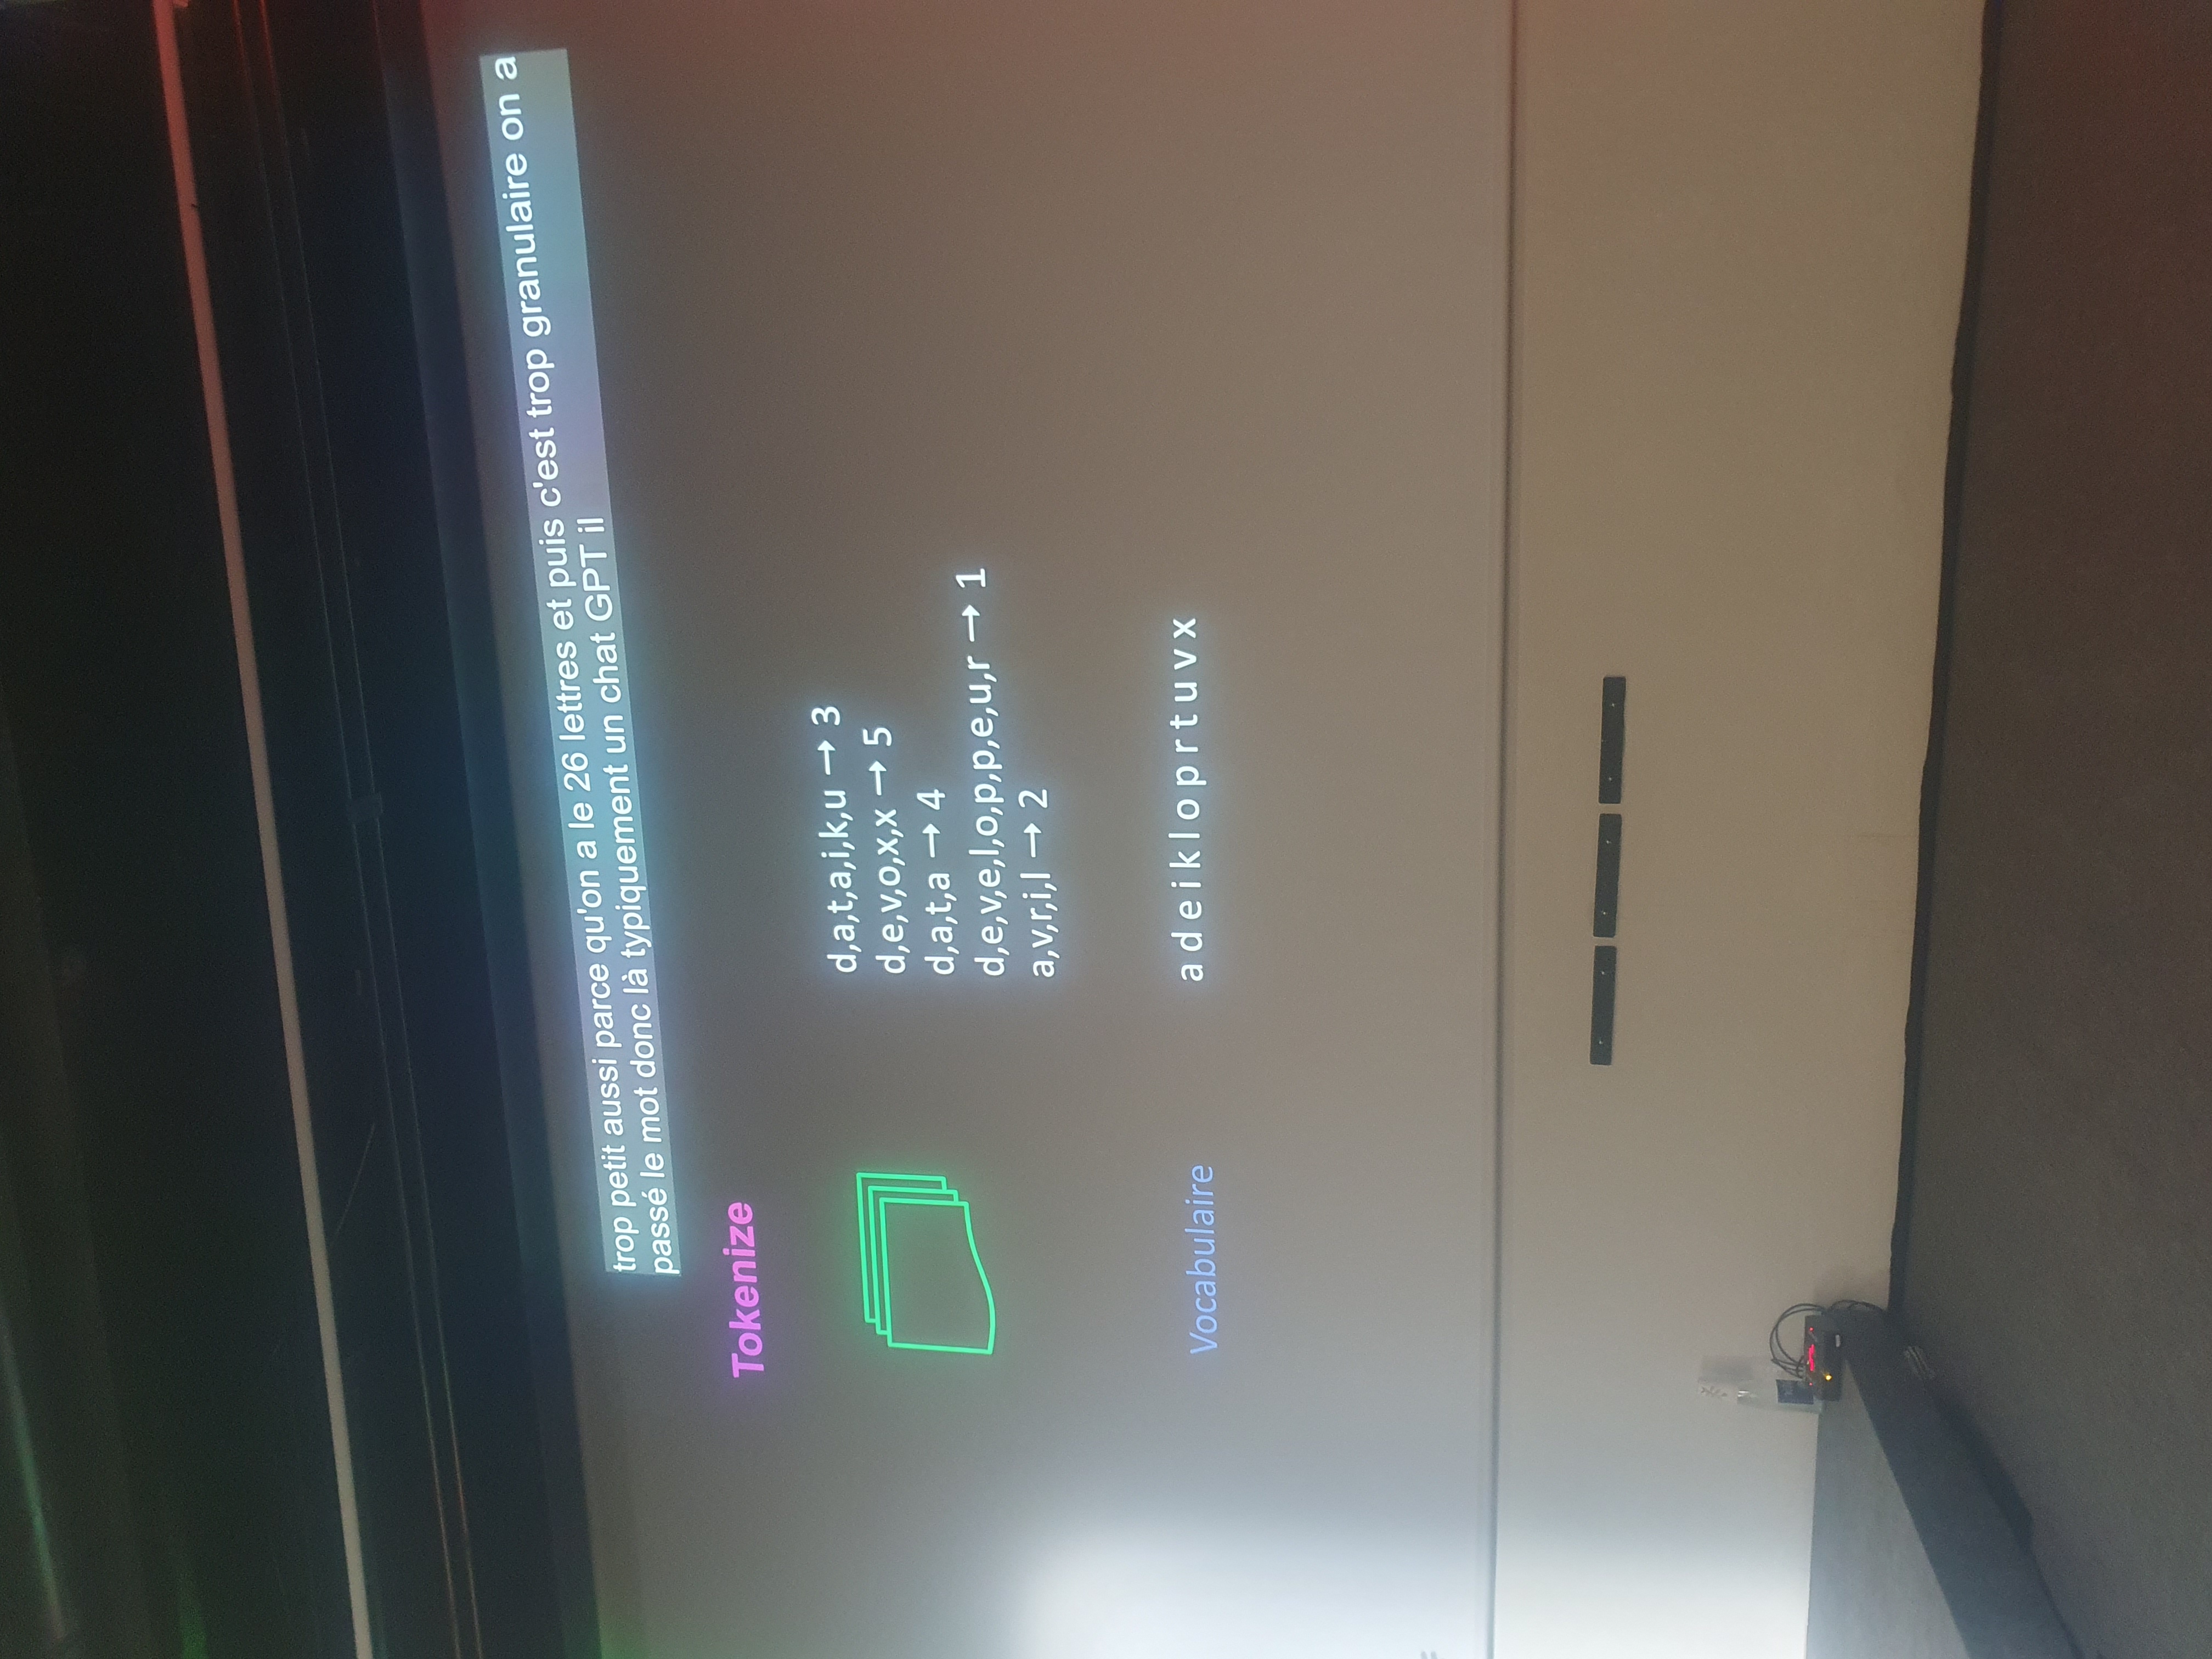 trop petit aussi parce qu'on a le 26 lettres et puis c'est trop granulaire on a
passé le mot donc là typiquement un chat GPT il
Tokenize
d,a,t,a,i,k,u → 3
d,e,v,o,x,x → 5
d,a,t,a → 4
d,e,v,e,l,o,p,p,e,u,r → 1
a,v,r,i,l → 2
Vocabulaire
a d e i k l o p r t u v x